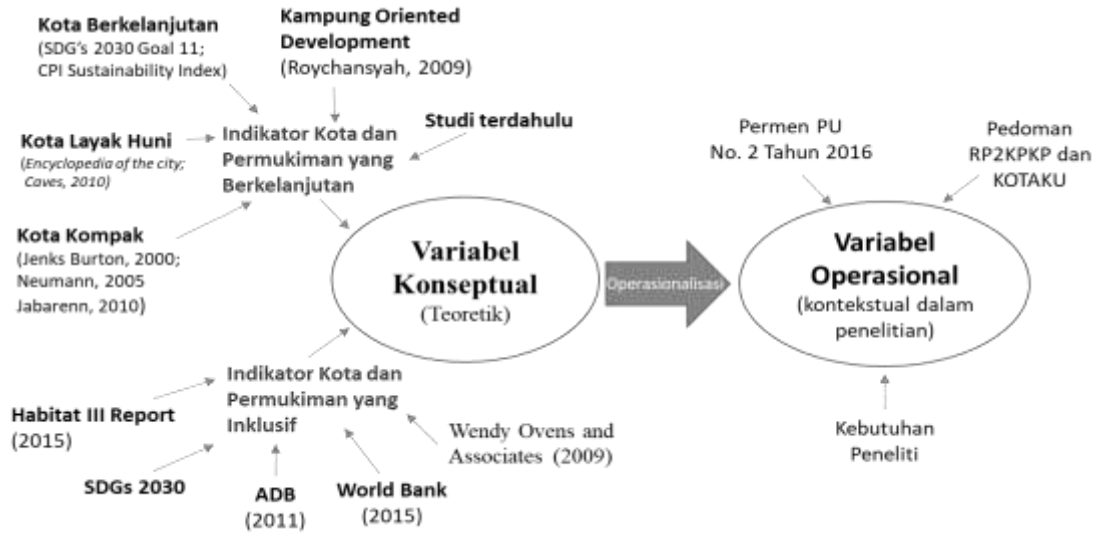 Kota Berkelanjutan
(SDG's 2030 Goal 11;
CPI Sustainability Index)
Kampung Oriented
Development
(Roychansyah, 2009)
Kota Layak Huni
(Encyclopedia of the city;
Caves, 2010)
Indikator Kota dan
Permukiman yang
Berkelanjutan
Studi terdahulu
Kota Kompak
(Jenks Burton, 2000;
Neumann, 2005
Jabarenn, 2010)
Variabel
Konseptual
(Teoretik)
Operasionalisasi
Permen PU
No. 2 Tahun 2016
Pedoman
RP2KPKP dan
KOTAKU
Variabel
Operasional
(kontekstual dalam
penelitian)
Kebutuhan
Peneliti
Indikator Kota dan
Permukiman yang
Inklusif
Habitat III Report
(2015)
SDGs 2030
ADB
(2011)
World Bank
(2015)
Wendy Ovens and
Associates (2009)